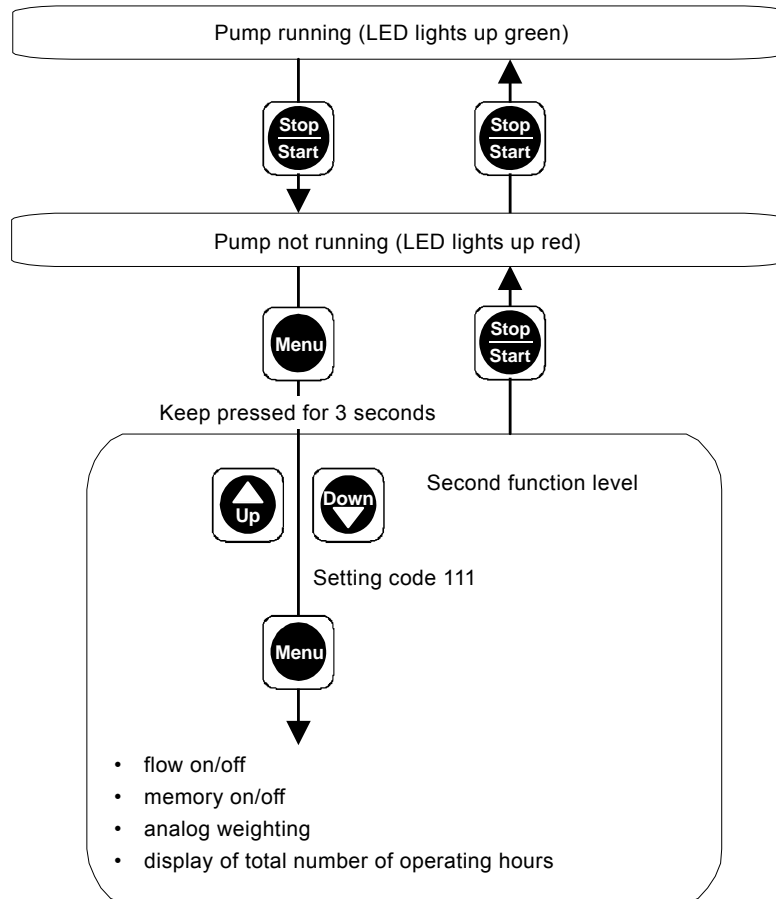 Pump running (LED lights up green)
Stop
Start
Stop
Start
Pump not running (LED lights up red)
Menu
Stop
Start
Keep pressed for 3 seconds
Second function level
Up
Down
Setting code 111
Menu
• flow on/off
• memory on/off
• analog weighting
• display of total number of operating hours